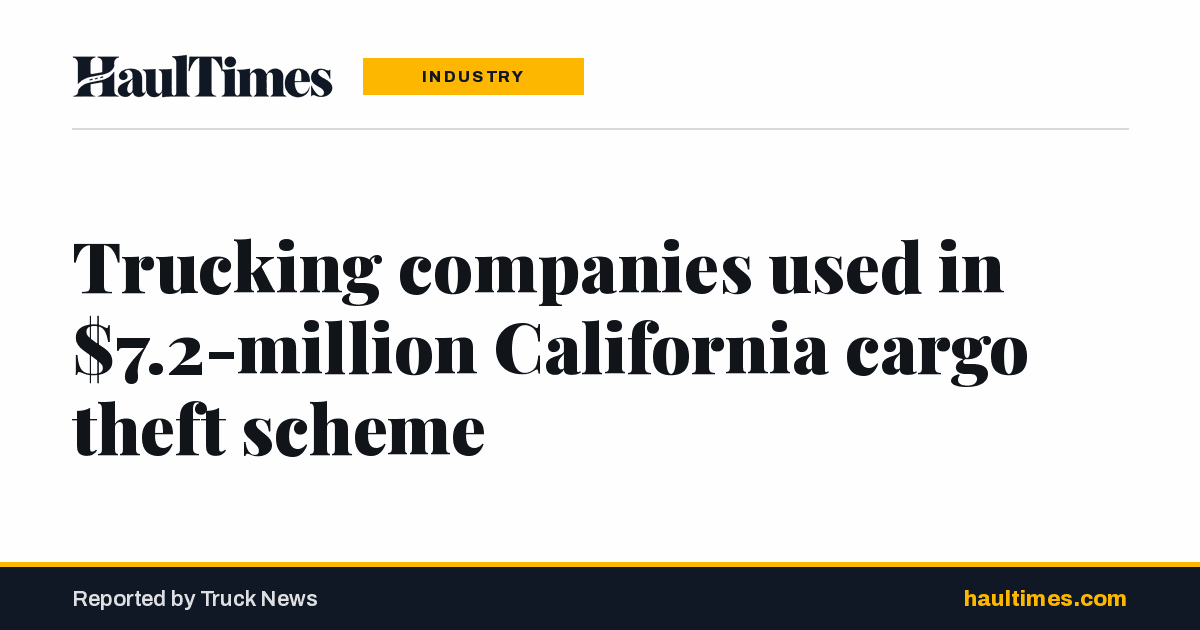 HaulTimes
INDUSTRY
Trucking companies used in
$7.2-million California cargo
theft scheme
Reported by Truck News
haultimes.com